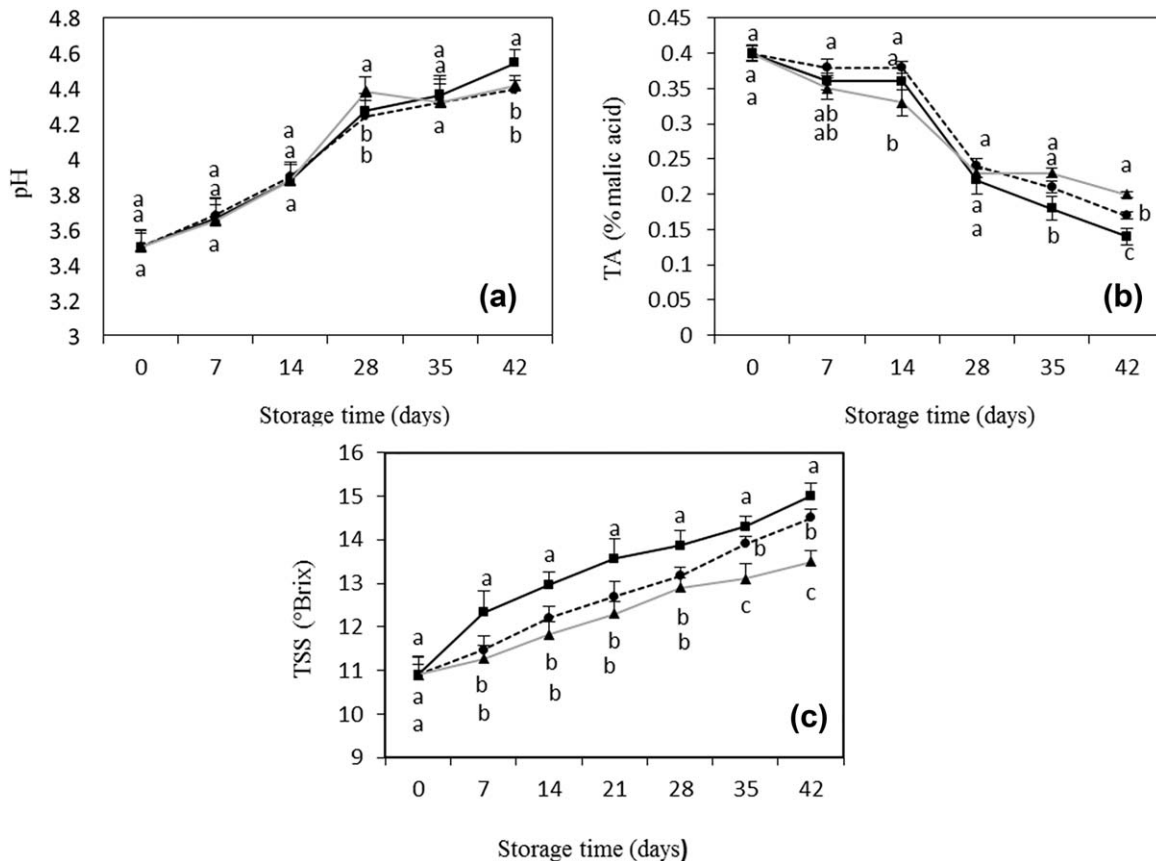 4.8
4.6
4.4
4.2
4
3.8
3.6
3.4
3.2
3
pH
a
a
a
a
a
a
a
a
a
a
b
b
a
a
a
a
b
b
(a)
0 7 14 28 35 42
Storage time (days)
0.45
0.4
0.35
0.3
0.25
0.2
0.15
0.1
0.05
0
TA (% malic acid)
a
a
a
a
ab
ab
a
a
b
a
a
a
a
a
b
a
b
c
(b)
0 7 14 28 35 42
Storage time (days)
16
15
14
13
12
11
10
9
TSS (°Brix)
a
a
a
a
b
b
a
b
b
a
b
b
a
b
b
a
b
c
a
b
c
(c)
0 7 14 21 28 35 42
Storage time (days)